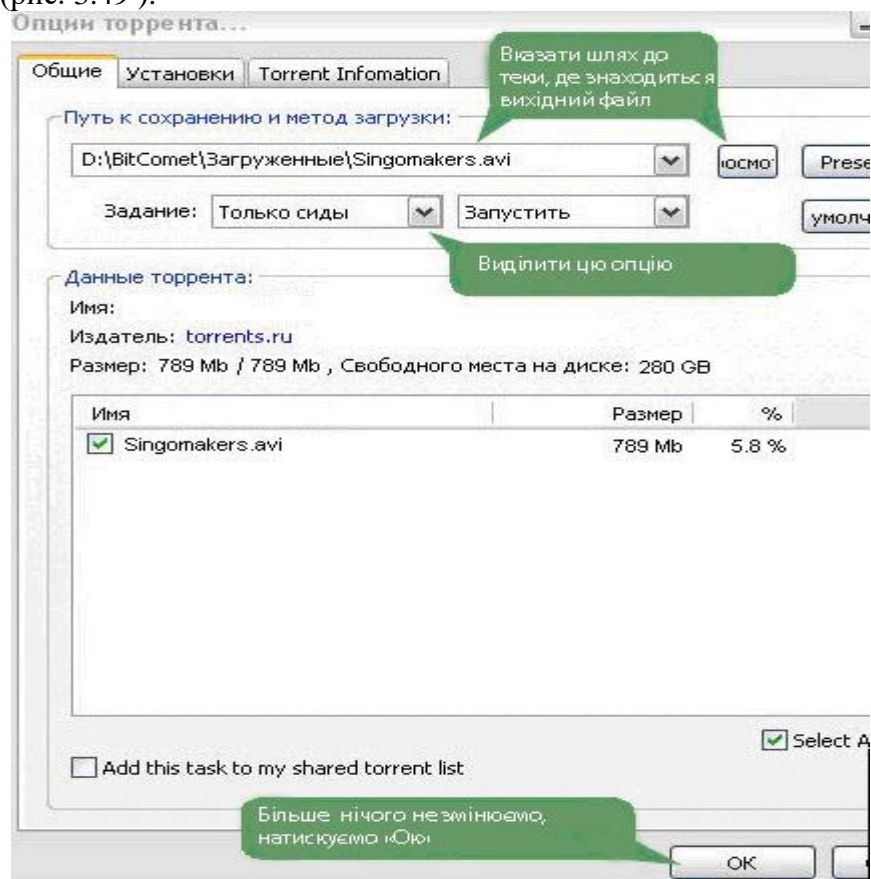 (рис. 3.49 ).
Опции торрента...
Вказати шлях до
теки, де знаходиться
вихідний файл
Общие Установки Torrent Infomation
Путь к сохранению и метод загрузки:
D:\BitComet\Загруженные\Singomakers.avi
юсмо Prese
Задание: Только сиды Запустить умолч
Виділити цю опцію
Данные торрента:
Имя:
Издатель: torrents.ru
Размер: 789 Mb / 789 Mb , Свободного места на диске: 280 GB
Имя Размер %
Singomakers.avi 789 Mb 5.8 %
Select A
Add this task to my shared torrent list
Більше нічого не змінюємо,
натискуємо «Ок»
OK